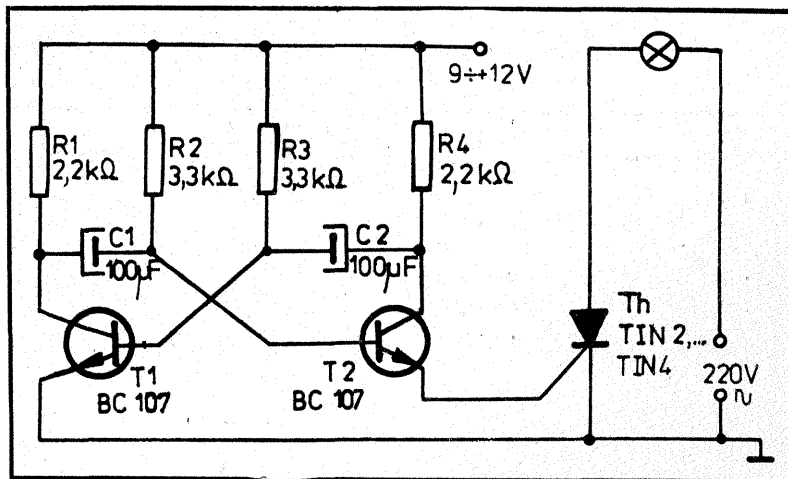 9÷+12V
R1
2,2kΩ
R2
3,3kΩ
R3
3,3kΩ
R4
2,2kΩ
C1
100µF
C2
100µF
T1
BC 107
T2
BC 107
Th
TIN 2,...
TIN4
220V
~